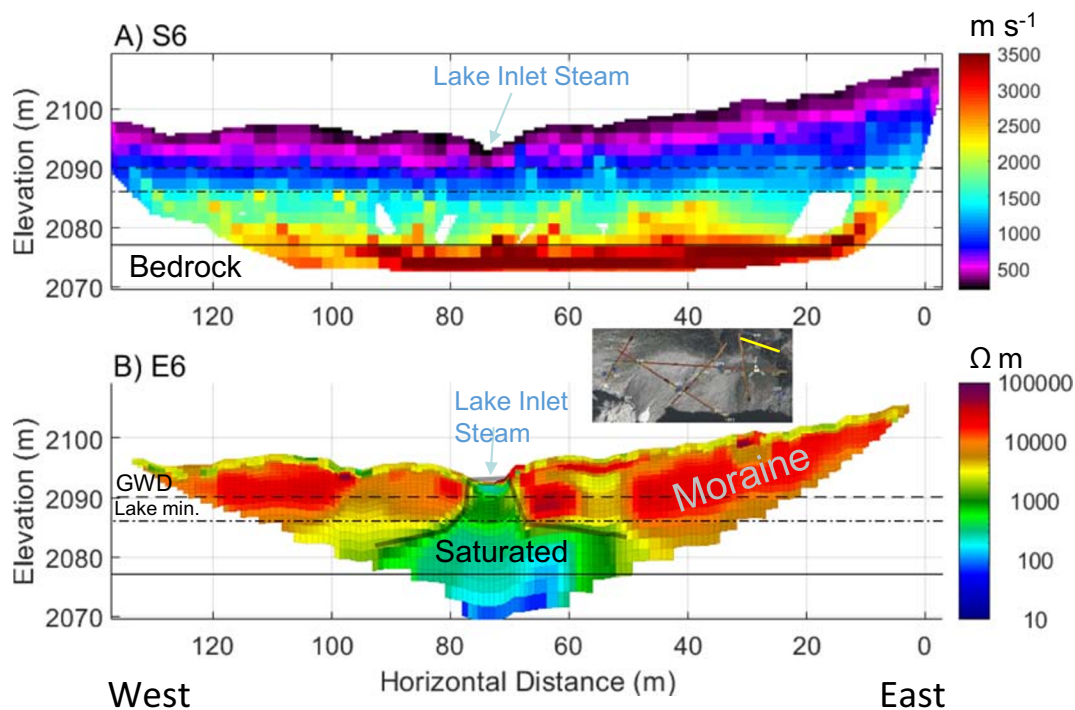 A) S6
m s-1
Lake Inlet Steam
Elevation (m)
2100
2090
2080
2070
Bedrock
120
100
80
60
40
20
0
3500
3000
2500
2000
1500
1000
500
B) E6
Ω m
Lake Inlet
Steam
Elevation (m)
2100
2090
2080
2070
GWD
Lake min.
Moraine
Saturated
120
100
80
60
40
20
0
100000
10000
1000
100
10
Horizontal Distance (m)
West
East